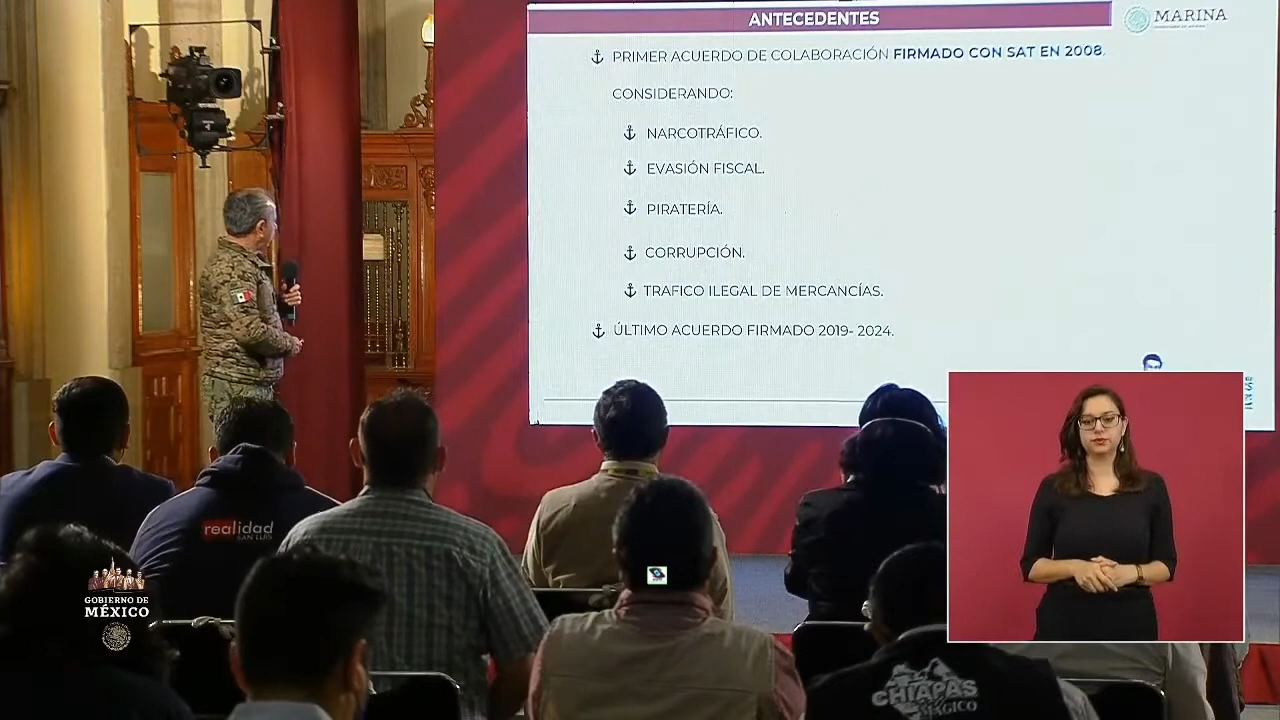 ANTECEDENTES
MARINA
PRIMER ACUERDO DE COLABORACIÓN FIRMADO CON SAT EN 2008.
CONSIDERANDO:
NARCOTRÁFICO.
EVASIÓN FISCAL.
PIRATERÍA.
CORRUPCIÓN.
TRAFICO ILEGAL DE MERCANCÍAS.
ÚLTIMO ACUERDO FIRMADO 2019- 2024.
realidad
SAN LUIS
GOBIERNO DE
MÉXICO
CHIAPAS
MÁGICO